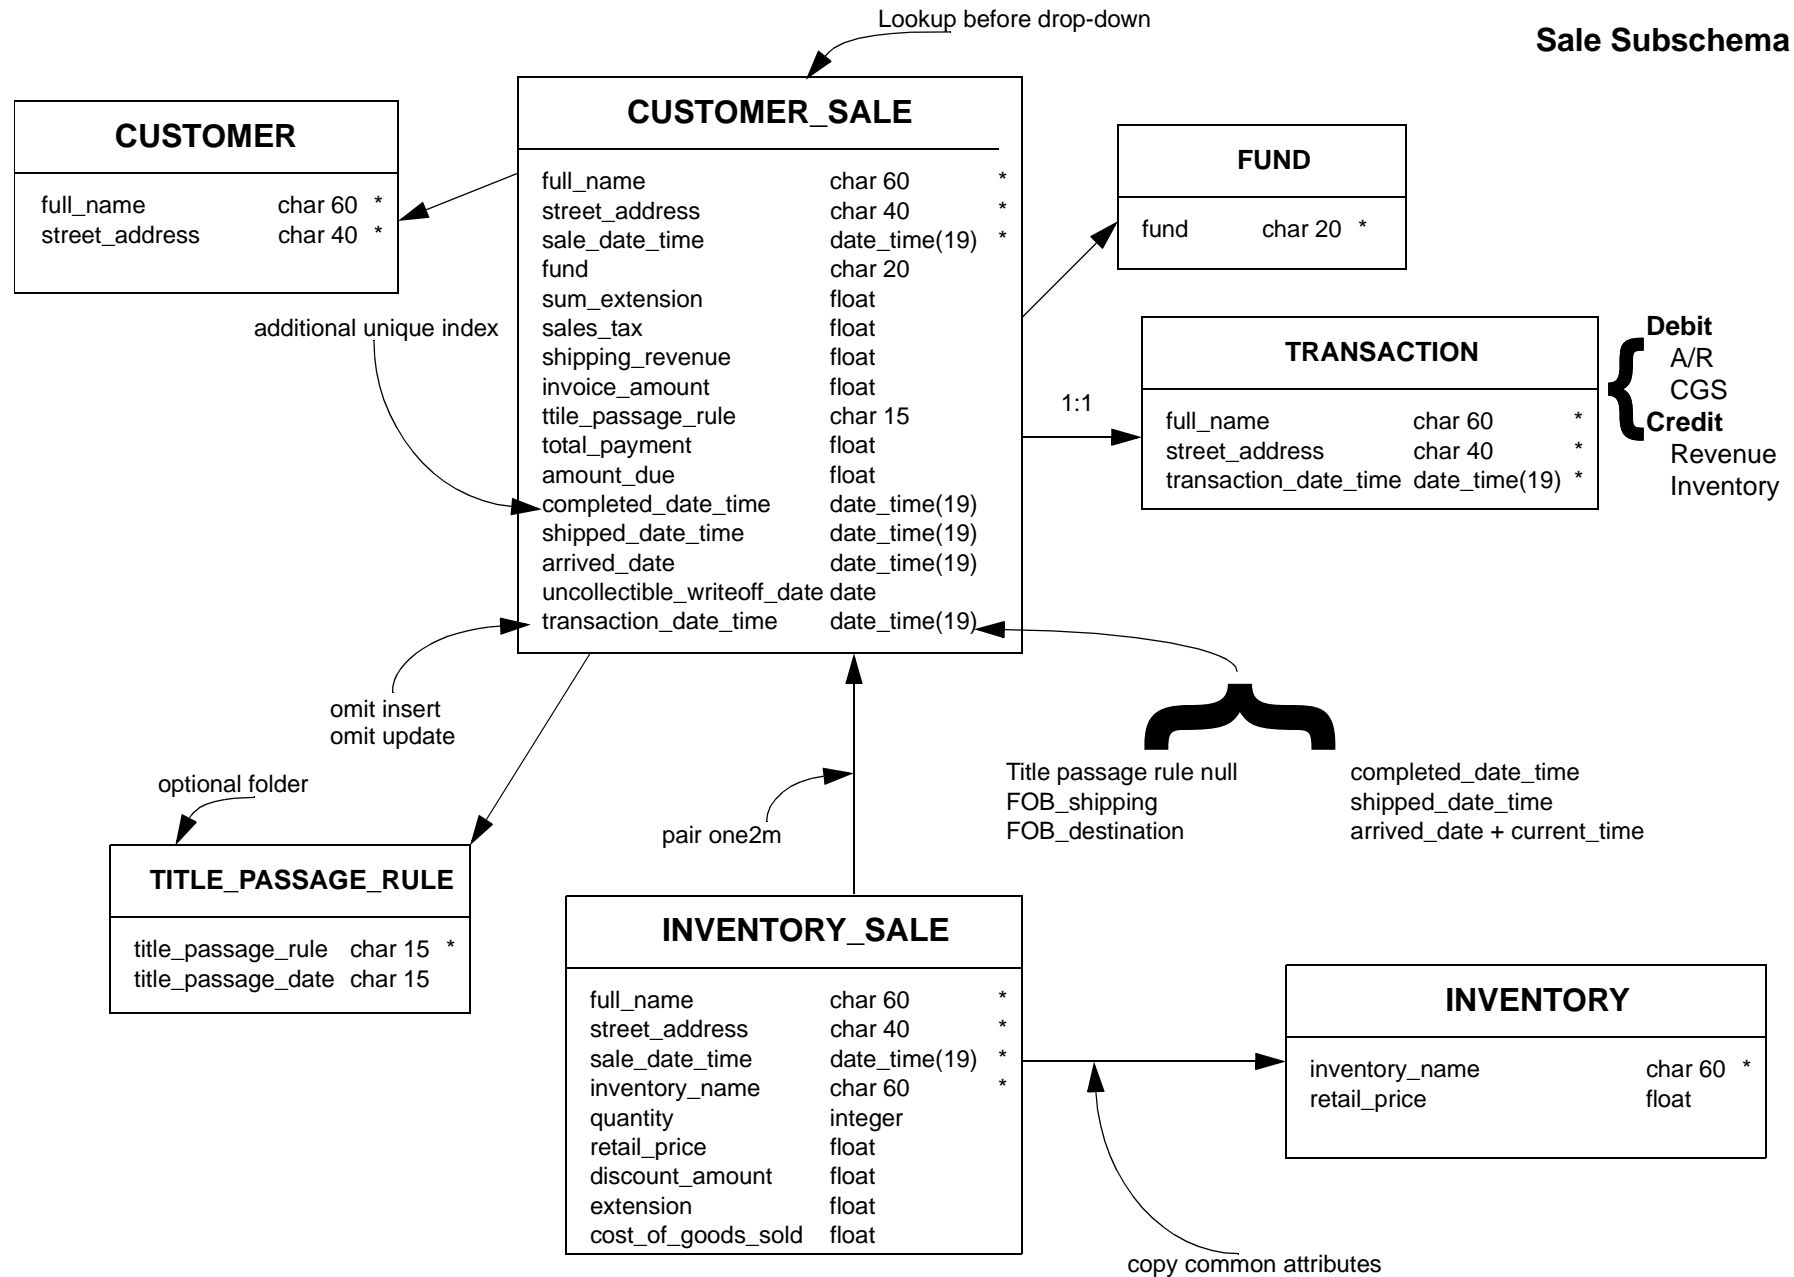 Lookup before drop-down
Sale Subschema
CUSTOMER
full_name char 60 *
street_address char 40 *
CUSTOMER_SALE
full_name char 60 *
street_address char 40 *
sale_date_time date_time(19) *
fund char 20
sum_extension float
sales_tax float
shipping_revenue float
invoice_amount float
ttile_passage_rule char 15
total_payment float
amount_due float
completed_date_time date_time(19)
shipped_date_time date_time(19)
arrived_date date_time(19)
uncollectible_writeoff_date date
transaction_date_time date_time(19)
FUND
fund char 20 *
additional unique index
1:1
TRANSACTION
full_name char 60 *
street_address char 40 *
transaction_date_time date_time(19) *
{
Debit
A/R
CGS
Credit
Revenue
Inventory
omit insert
omit update
optional folder
pair one2m
{
Title passage rule null completed_date_time
FOB_shipping shipped_date_time
FOB_destination arrived_date + current_time
TITLE_PASSAGE_RULE
title_passage_rule char 15 *
title_passage_date char 15
INVENTORY_SALE
full_name char 60 *
street_address char 40 *
sale_date_time date_time(19) *
inventory_name char 60 *
quantity integer
retail_price float
discount_amount float
extension float
cost_of_goods_sold float
INVENTORY
inventory_name char 60 *
retail_price float
copy common attributes